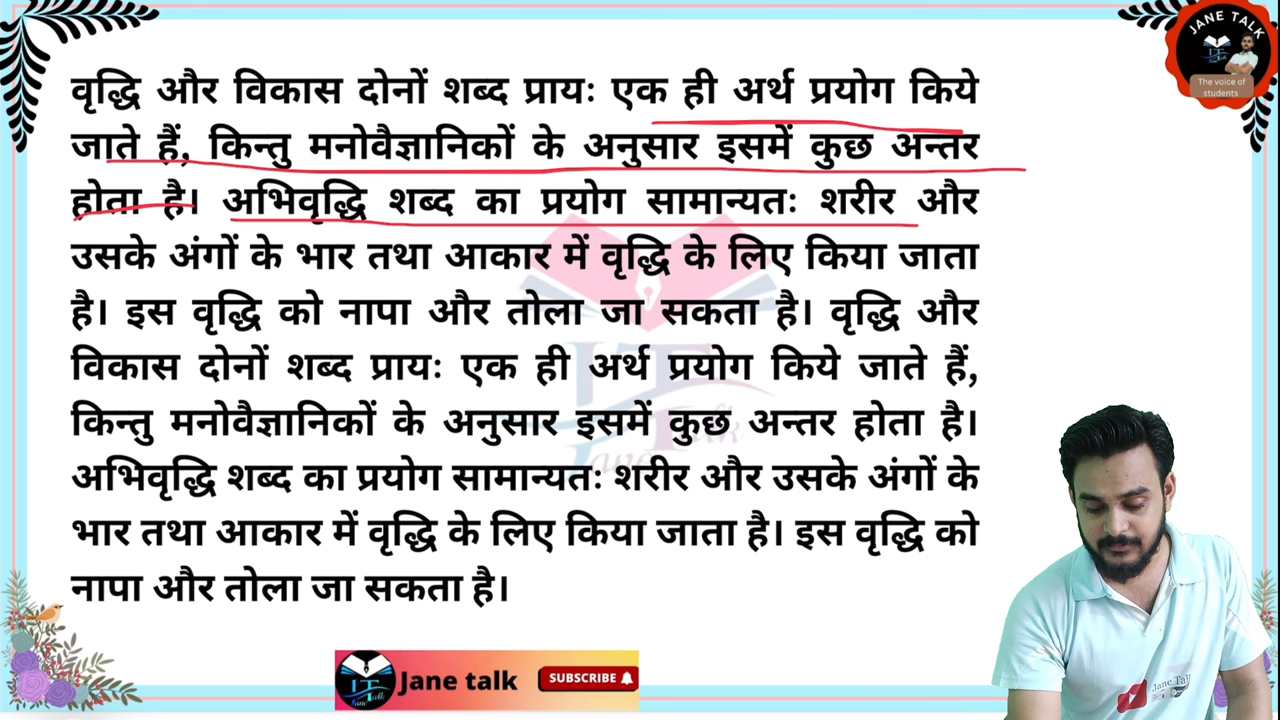 JANE TALK
The voice of
students
वृद्धि और विकास दोनों शब्द प्रायः एक ही अर्थ प्रयोग किये
जाते हैं, किन्तु मनोवैज्ञानिकों के अनुसार इसमें कुछ अन्तर
होता है। अभिवृद्धि शब्द का प्रयोग सामान्यतः शरीर और
उसके अंगों के भार तथा आकार में वृद्धि के लिए किया जाता
है। इस वृद्धि को नापा और तोला जा सकता है। वृद्धि और
विकास दोनों शब्द प्रायः एक ही अर्थ प्रयोग किये जाते हैं,
किन्तु मनोवैज्ञानिकों के अनुसार इसमें कुछ अन्तर होता है।
अभिवृद्धि शब्द का प्रयोग सामान्यतः शरीर और उसके अंगों के
भार तथा आकार में वृद्धि के लिए किया जाता है। इस वृद्धि को
नापा और तोला जा सकता है।
Jane talk
SUBSCRIBE
Jane Talk